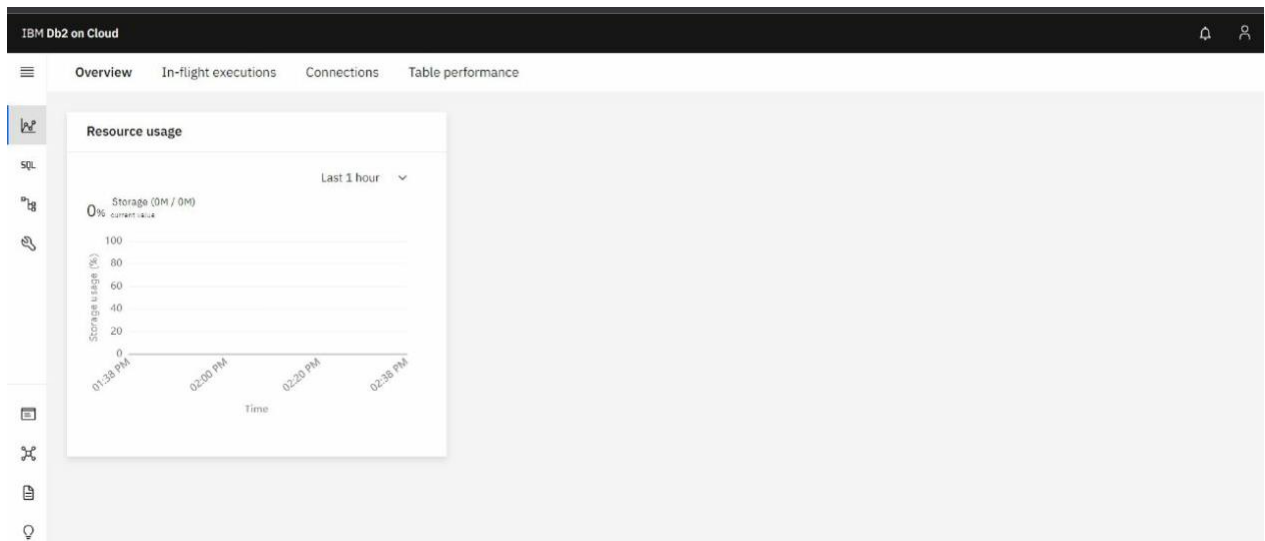 IBM Db2 on Cloud
Overview In-flight executions Connections Table performance
Resource usage
SQL
Last 1 hour
0% Storage (0M / 0M)
current value
100
80
60
40
20
0
Storage usage (%)
01:38 PM 02:00 PM 02:20 PM 02:38 PM
Time